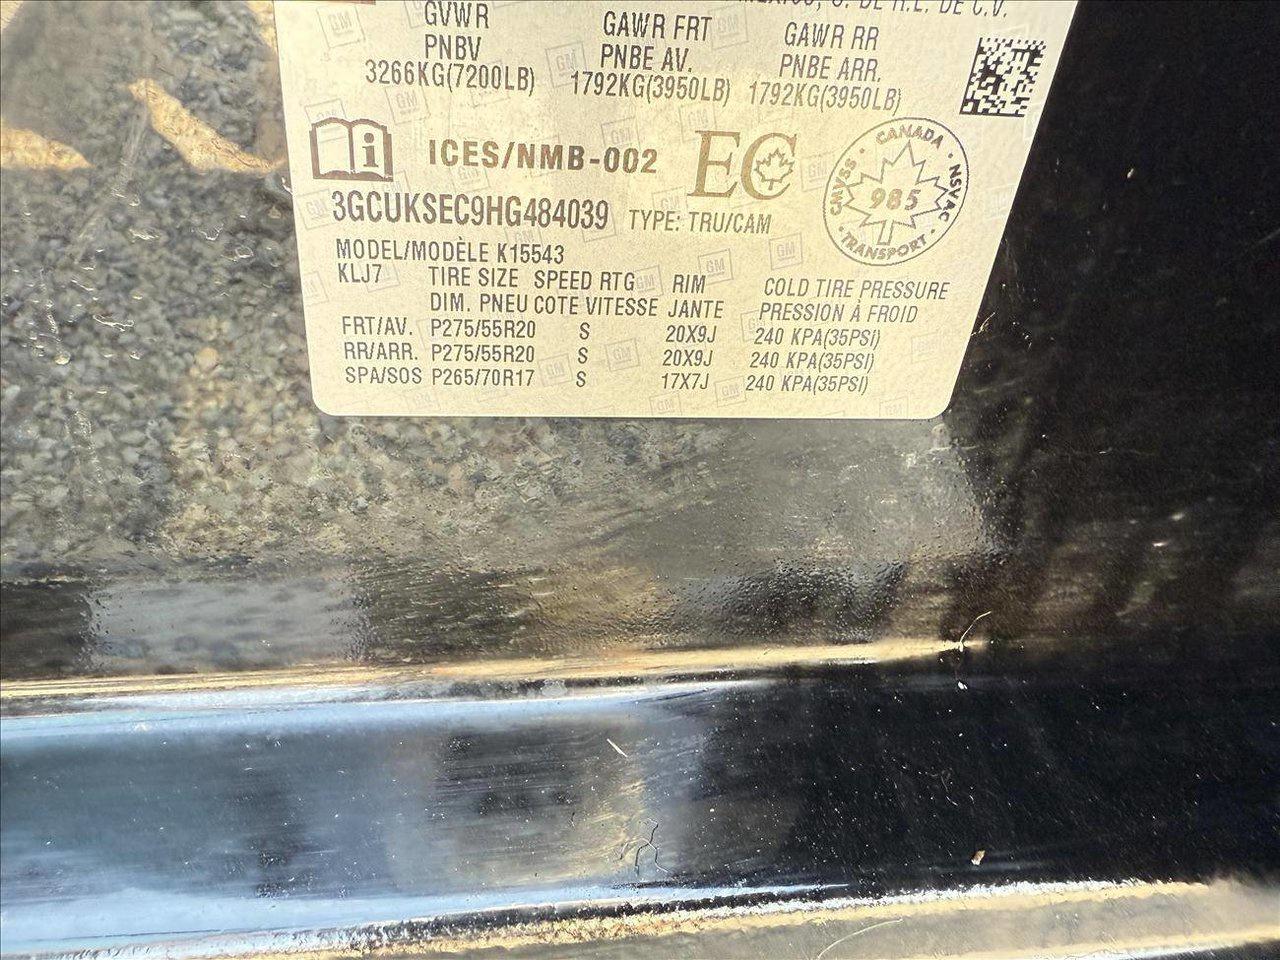 MEXICO, S. DE R.L. DE C.V.
GVWR GAWR FRT GAWR RR
PNBV PNBE AV. PNBE ARR.
3266KG(7200LB) 1792KG(3950LB) 1792KG(3950LB)
ICES/NMB-002 EC
CANADA
CMVSS NSVAC
985
TRANSPORT
3GCUKSEC9HG484039 TYPE: TRU/CAM
MODEL/MODÈLE K15543
KLJ7 TIRE SIZE SPEED RTG RIM COLD TIRE PRESSURE
DIM. PNEU COTE VITESSE JANTE PRESSION À FROID
FRT/AV. P275/55R20 S 20X9J 240 KPA(35PSI)
RR/ARR. P275/55R20 S 20X9J 240 KPA(35PSI)
SPA/SOS P265/70R17 S 17X7J 240 KPA(35PSI)